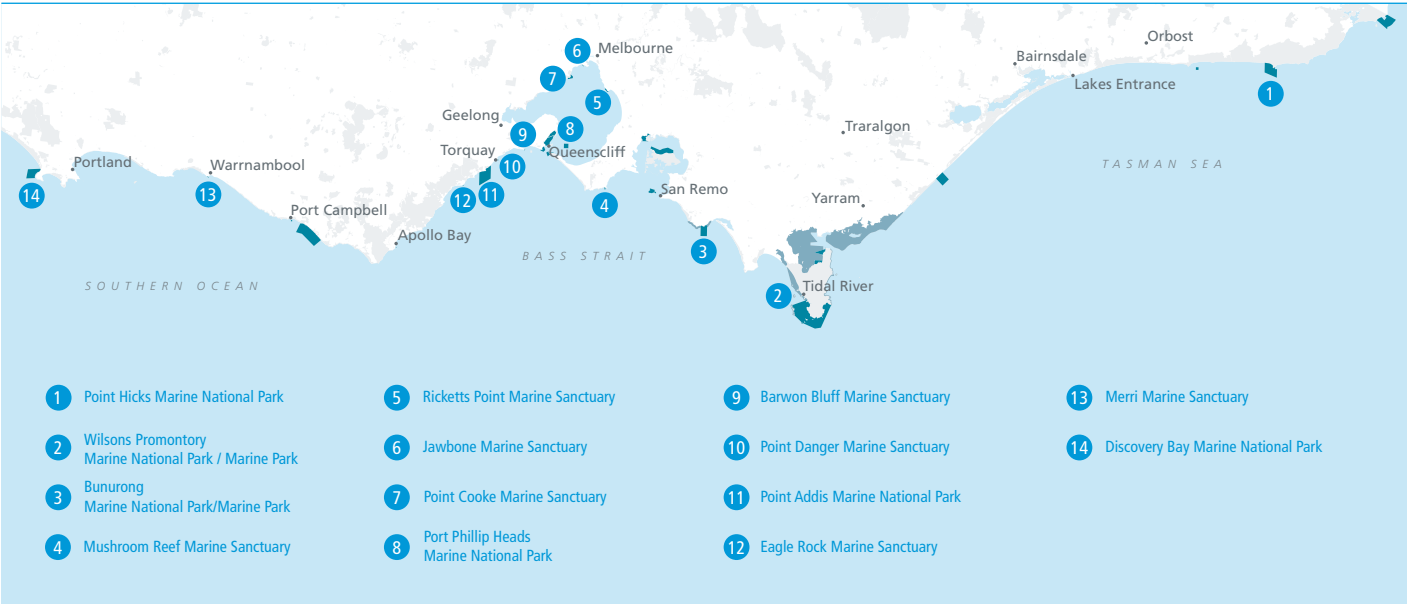 6
Melbourne
Orbost
Bairnsdale
7
Lakes Entrance
1
5
Geelong
8
9
Traralgon
Torquay
Queenscliff
10
Portland
Warrnambool
TASMAN SEA
14
13
12
11
4
San Remo
Yarram
Port Campbell
Apollo Bay
3
BASS STRAIT
SOUTHERN OCEAN
2
Tidal River
1 Point Hicks Marine National Park
2 Wilsons Promontory
Marine National Park / Marine Park
3 Bunurong
Marine National Park/Marine Park
4 Mushroom Reef Marine Sanctuary
5 Ricketts Point Marine Sanctuary
6 Jawbone Marine Sanctuary
7 Point Cooke Marine Sanctuary
8 Port Phillip Heads
Marine National Park
9 Barwon Bluff Marine Sanctuary
10 Point Danger Marine Sanctuary
11 Point Addis Marine National Park
12 Eagle Rock Marine Sanctuary
13 Merri Marine Sanctuary
14 Discovery Bay Marine National Park